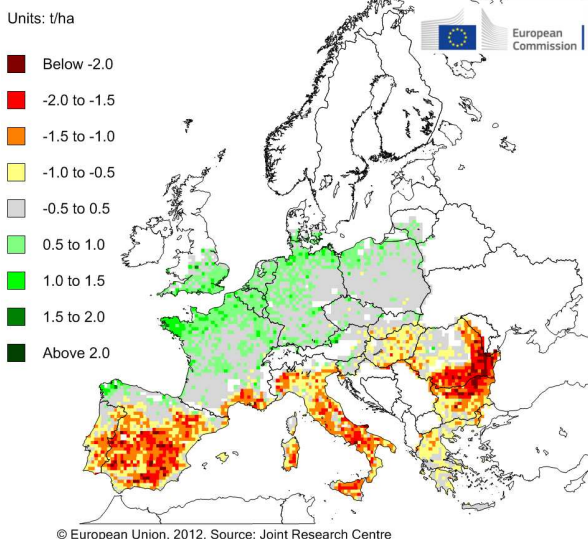 Units: t/ha
European
Commission
Below -2.0
-2.0 to -1.5
-1.5 to -1.0
-1.0 to -0.5
-0.5 to 0.5
0.5 to 1.0
1.0 to 1.5
1.5 to 2.0
Above 2.0
© European Union, 2012. Source: Joint Research Centre